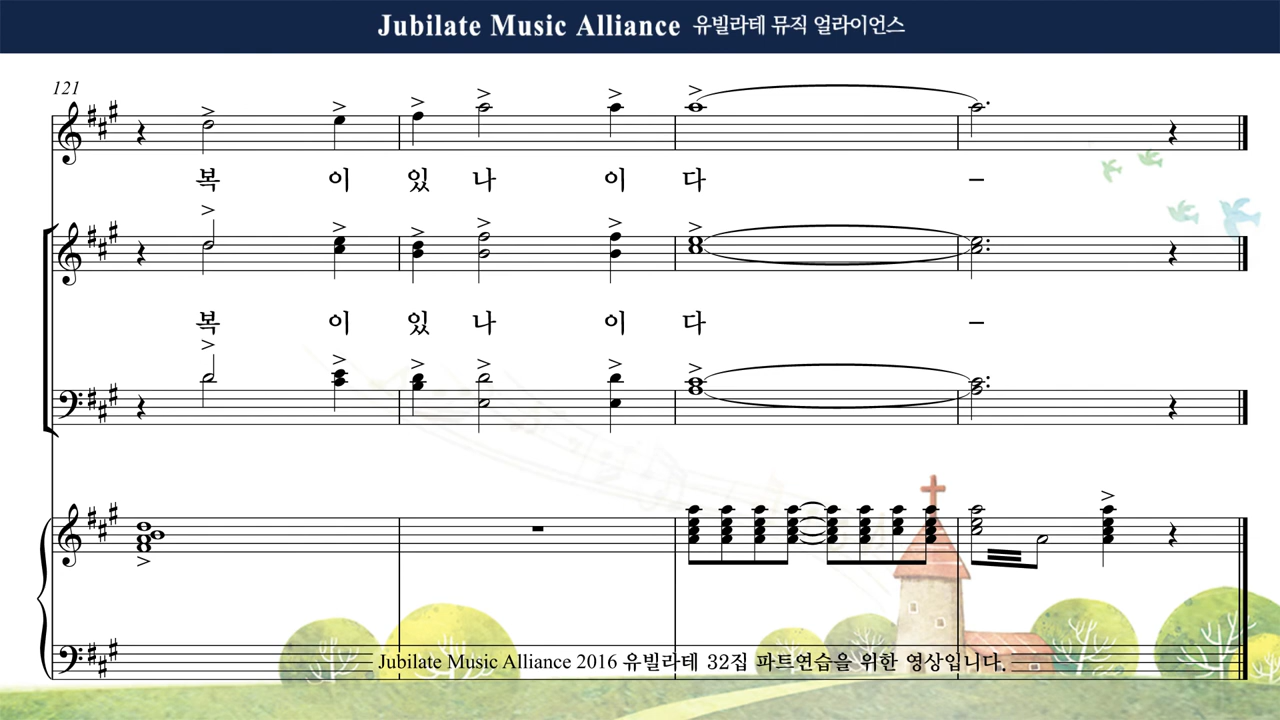 Jubilate Music Alliance 유빌라테 뮤직 얼라이언스
121
복 이 있 나 이 다 –
복 이 있 나 이 다 –
Jubilate Music Alliance 2016 유빌라테 32집 파트연습을 위한 영상입니다.